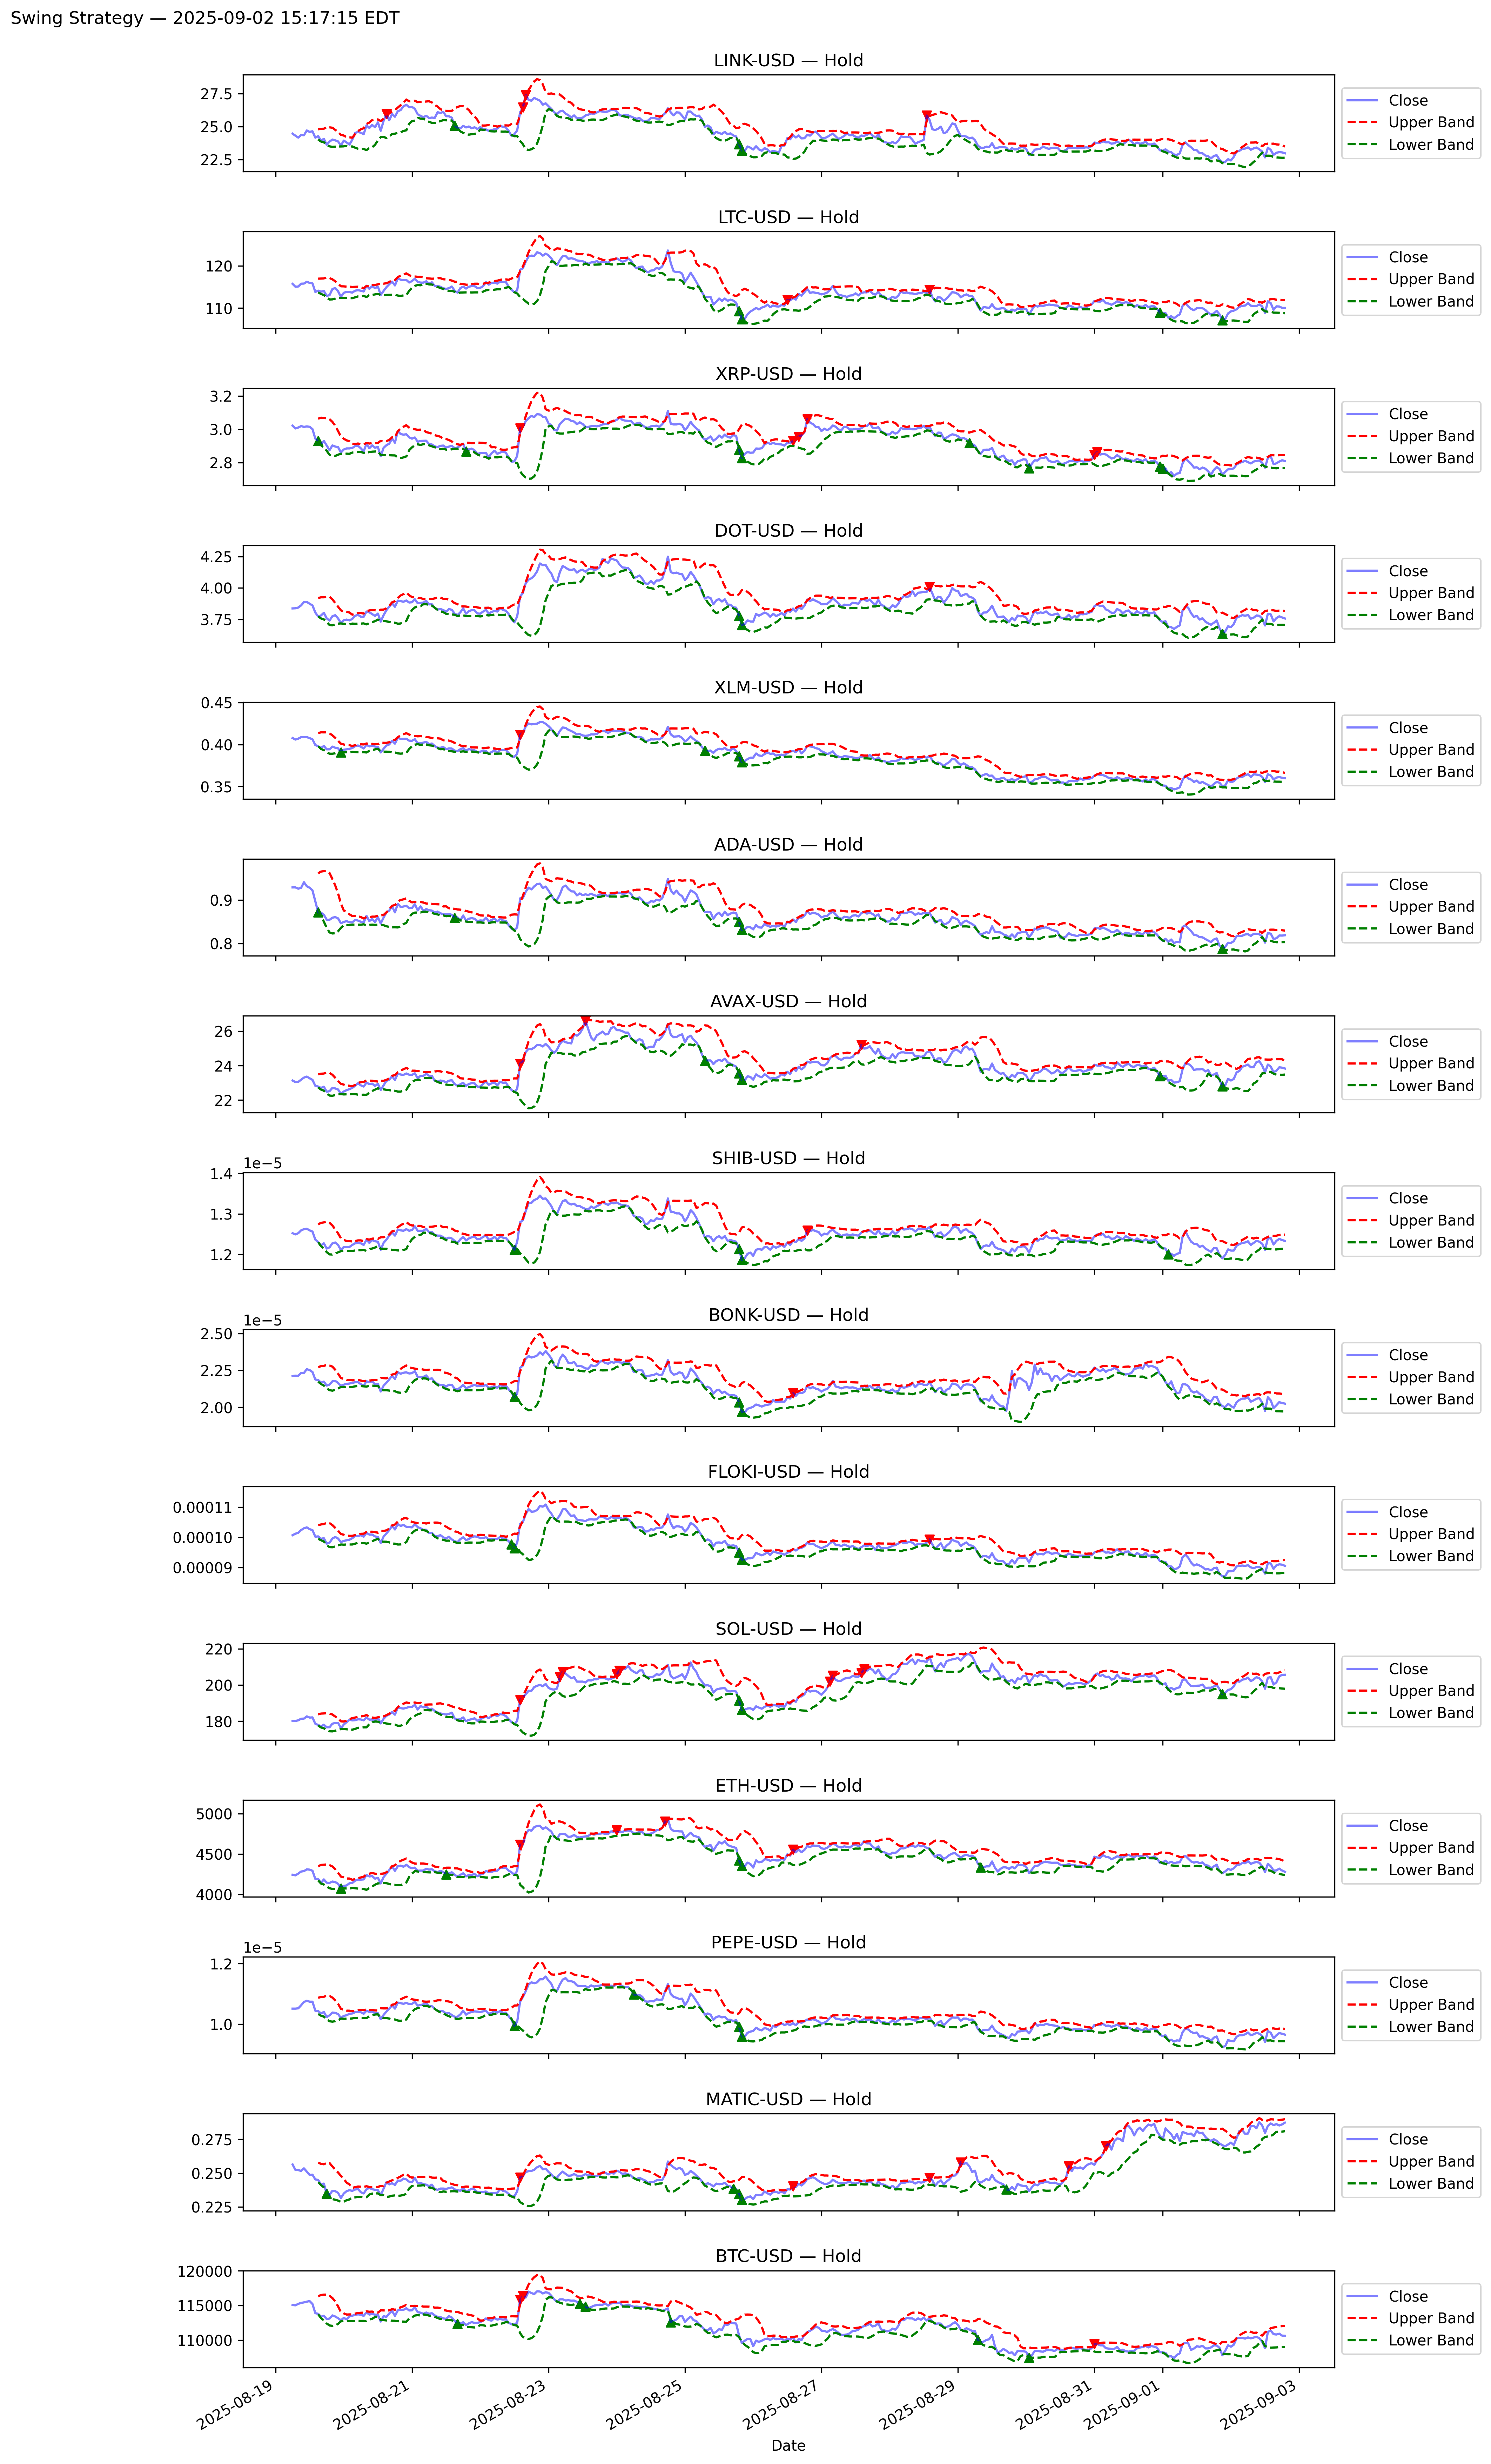 Swing Strategy — 2025-09-02 15:17:15 EDT
LINK-USD — Hold
27.5
25.0
22.5
Close
Upper Band
Lower Band
LTC-USD — Hold
120
110
Close
Upper Band
Lower Band
XRP-USD — Hold
3.2
3.0
2.8
Close
Upper Band
Lower Band
DOT-USD — Hold
4.25
4.00
3.75
Close
Upper Band
Lower Band
XLM-USD — Hold
0.45
0.40
0.35
Close
Upper Band
Lower Band
ADA-USD — Hold
0.9
0.8
Close
Upper Band
Lower Band
AVAX-USD — Hold
26
24
22
Close
Upper Band
Lower Band
SHIB-USD — Hold
1e-5
1.4
1.3
1.2
Close
Upper Band
Lower Band
BONK-USD — Hold
1e-5
2.50
2.25
2.00
Close
Upper Band
Lower Band
FLOKI-USD — Hold
0.00011
0.00010
0.00009
Close
Upper Band
Lower Band
SOL-USD — Hold
220
200
180
Close
Upper Band
Lower Band
ETH-USD — Hold
5000
4500
4000
Close
Upper Band
Lower Band
PEPE-USD — Hold
1e-5
1.2
1.0
Close
Upper Band
Lower Band
MATIC-USD — Hold
0.275
0.250
0.225
Close
Upper Band
Lower Band
BTC-USD — Hold
120000
115000
110000
Close
Upper Band
Lower Band
2025-08-19
2025-08-21
2025-08-23
2025-08-25
2025-08-27
2025-08-29
2025-08-31
2025-09-01
2025-09-03
Date